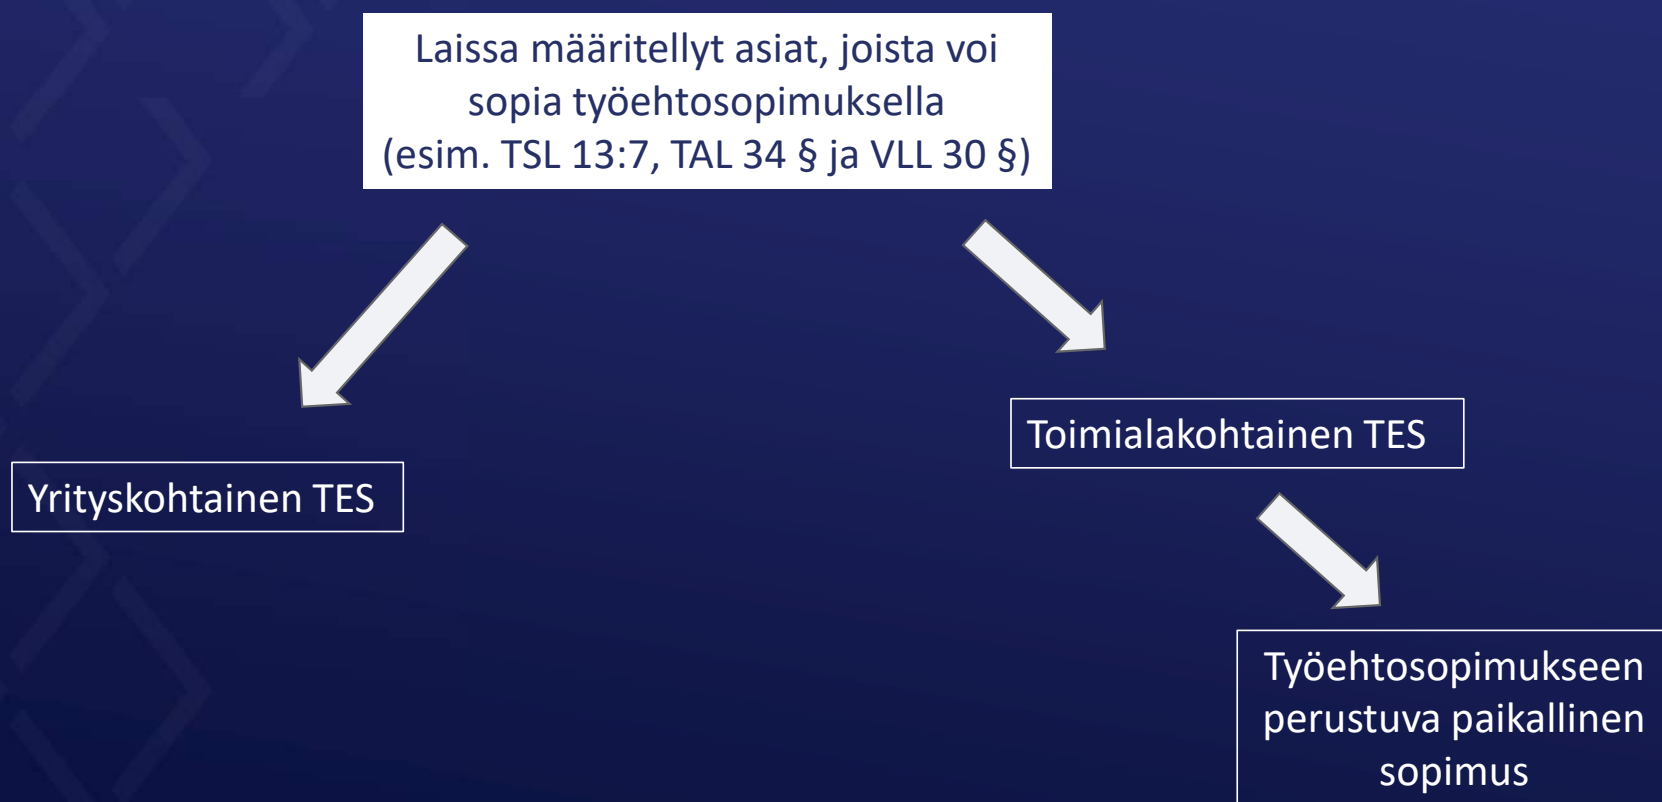 Laissa määritellyt asiat, joista voi
sopia työehtosopimuksella
(esim. TSL 13:7, TAL 34 § ja VLL 30 §)
Toimialakohtainen TES
Yrityskohtainen TES
Työehtosopimukseen
perustuva paikallinen
sopimus